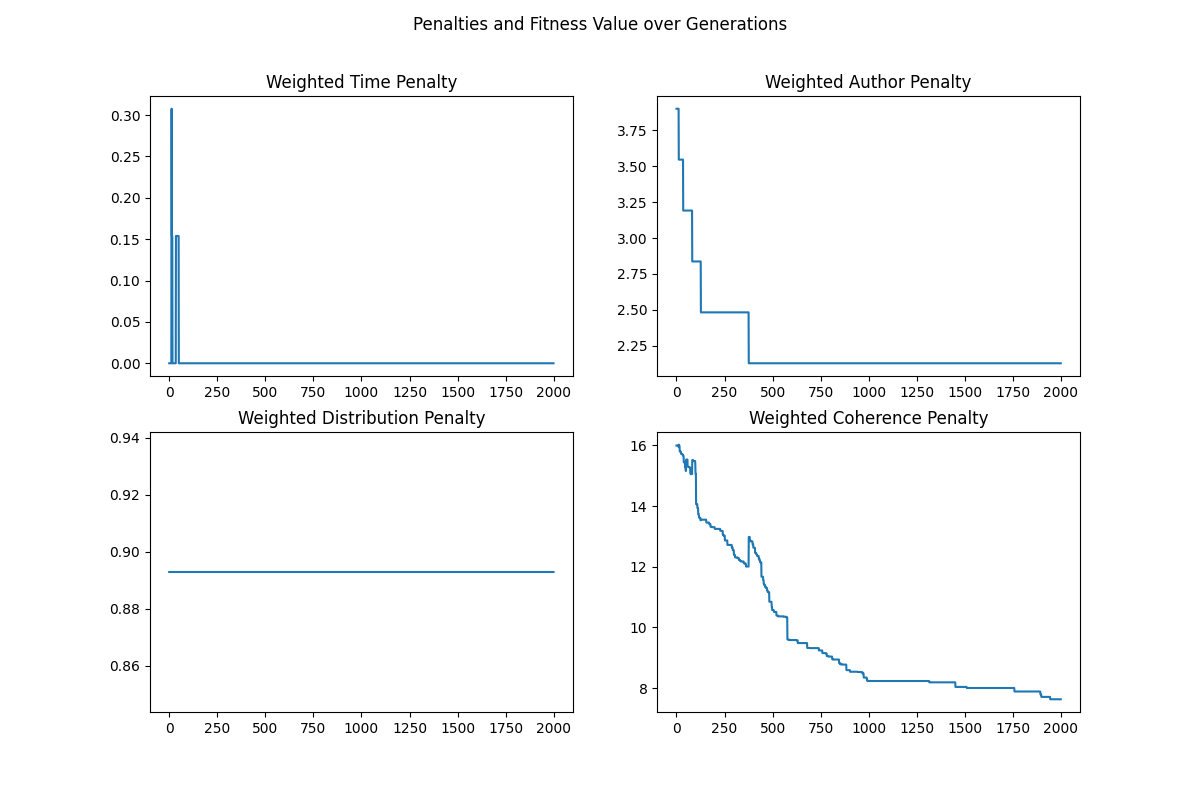 Penalties and Fitness Value over Generations
Weighted Time Penalty
0.30
0.25
0.20
0.15
0.10
0.05
0.00
0 250 500 750 1000 1250 1500 1750 2000
Weighted Author Penalty
3.75
3.50
3.25
3.00
2.75
2.50
2.25
0 250 500 750 1000 1250 1500 1750 2000
Weighted Distribution Penalty
0.94
0.92
0.90
0.88
0.86
0 250 500 750 1000 1250 1500 1750 2000
Weighted Coherence Penalty
16
14
12
10
8
0 250 500 750 1000 1250 1500 1750 2000